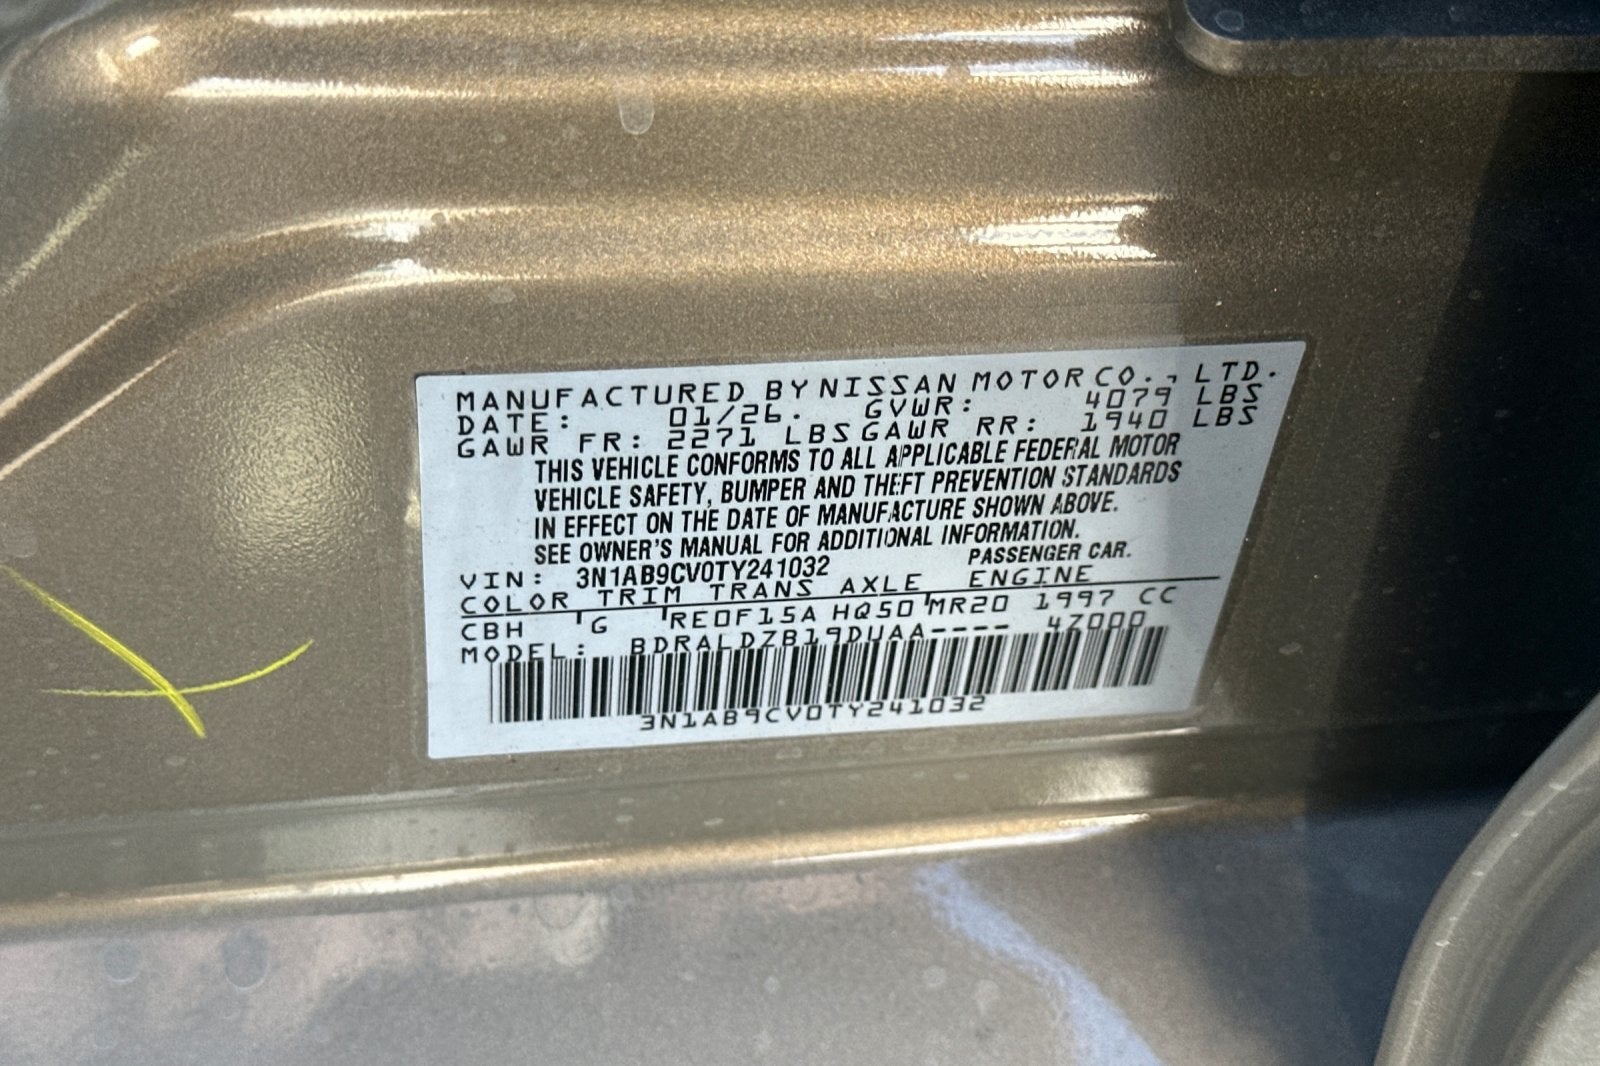 MANUFACTURED BY NISSAN MOTOR CO., LTD.
DATE: 01/26. GVWR: 4079 LBS
GAWR FR: 2271 LBS GAWR RR: 1940 LBS
THIS VEHICLE CONFORMS TO ALL APPLICABLE FEDERAL MOTOR
VEHICLE SAFETY, BUMPER AND THEFT PREVENTION STANDARDS
IN EFFECT ON THE DATE OF MANUFACTURE SHOWN ABOVE.
SEE OWNER'S MANUAL FOR ADDITIONAL INFORMATION.
VIN: 3N1AB9CV0TY241032 PASSENGER CAR.
COLOR TRIM TRANS AXLE ENGINE
CBH G RE0F15A HQ50 MR20 1997 CC
MODEL: BDRALDZB19DUAA---- 47000
3N1AB9CV0TY241032